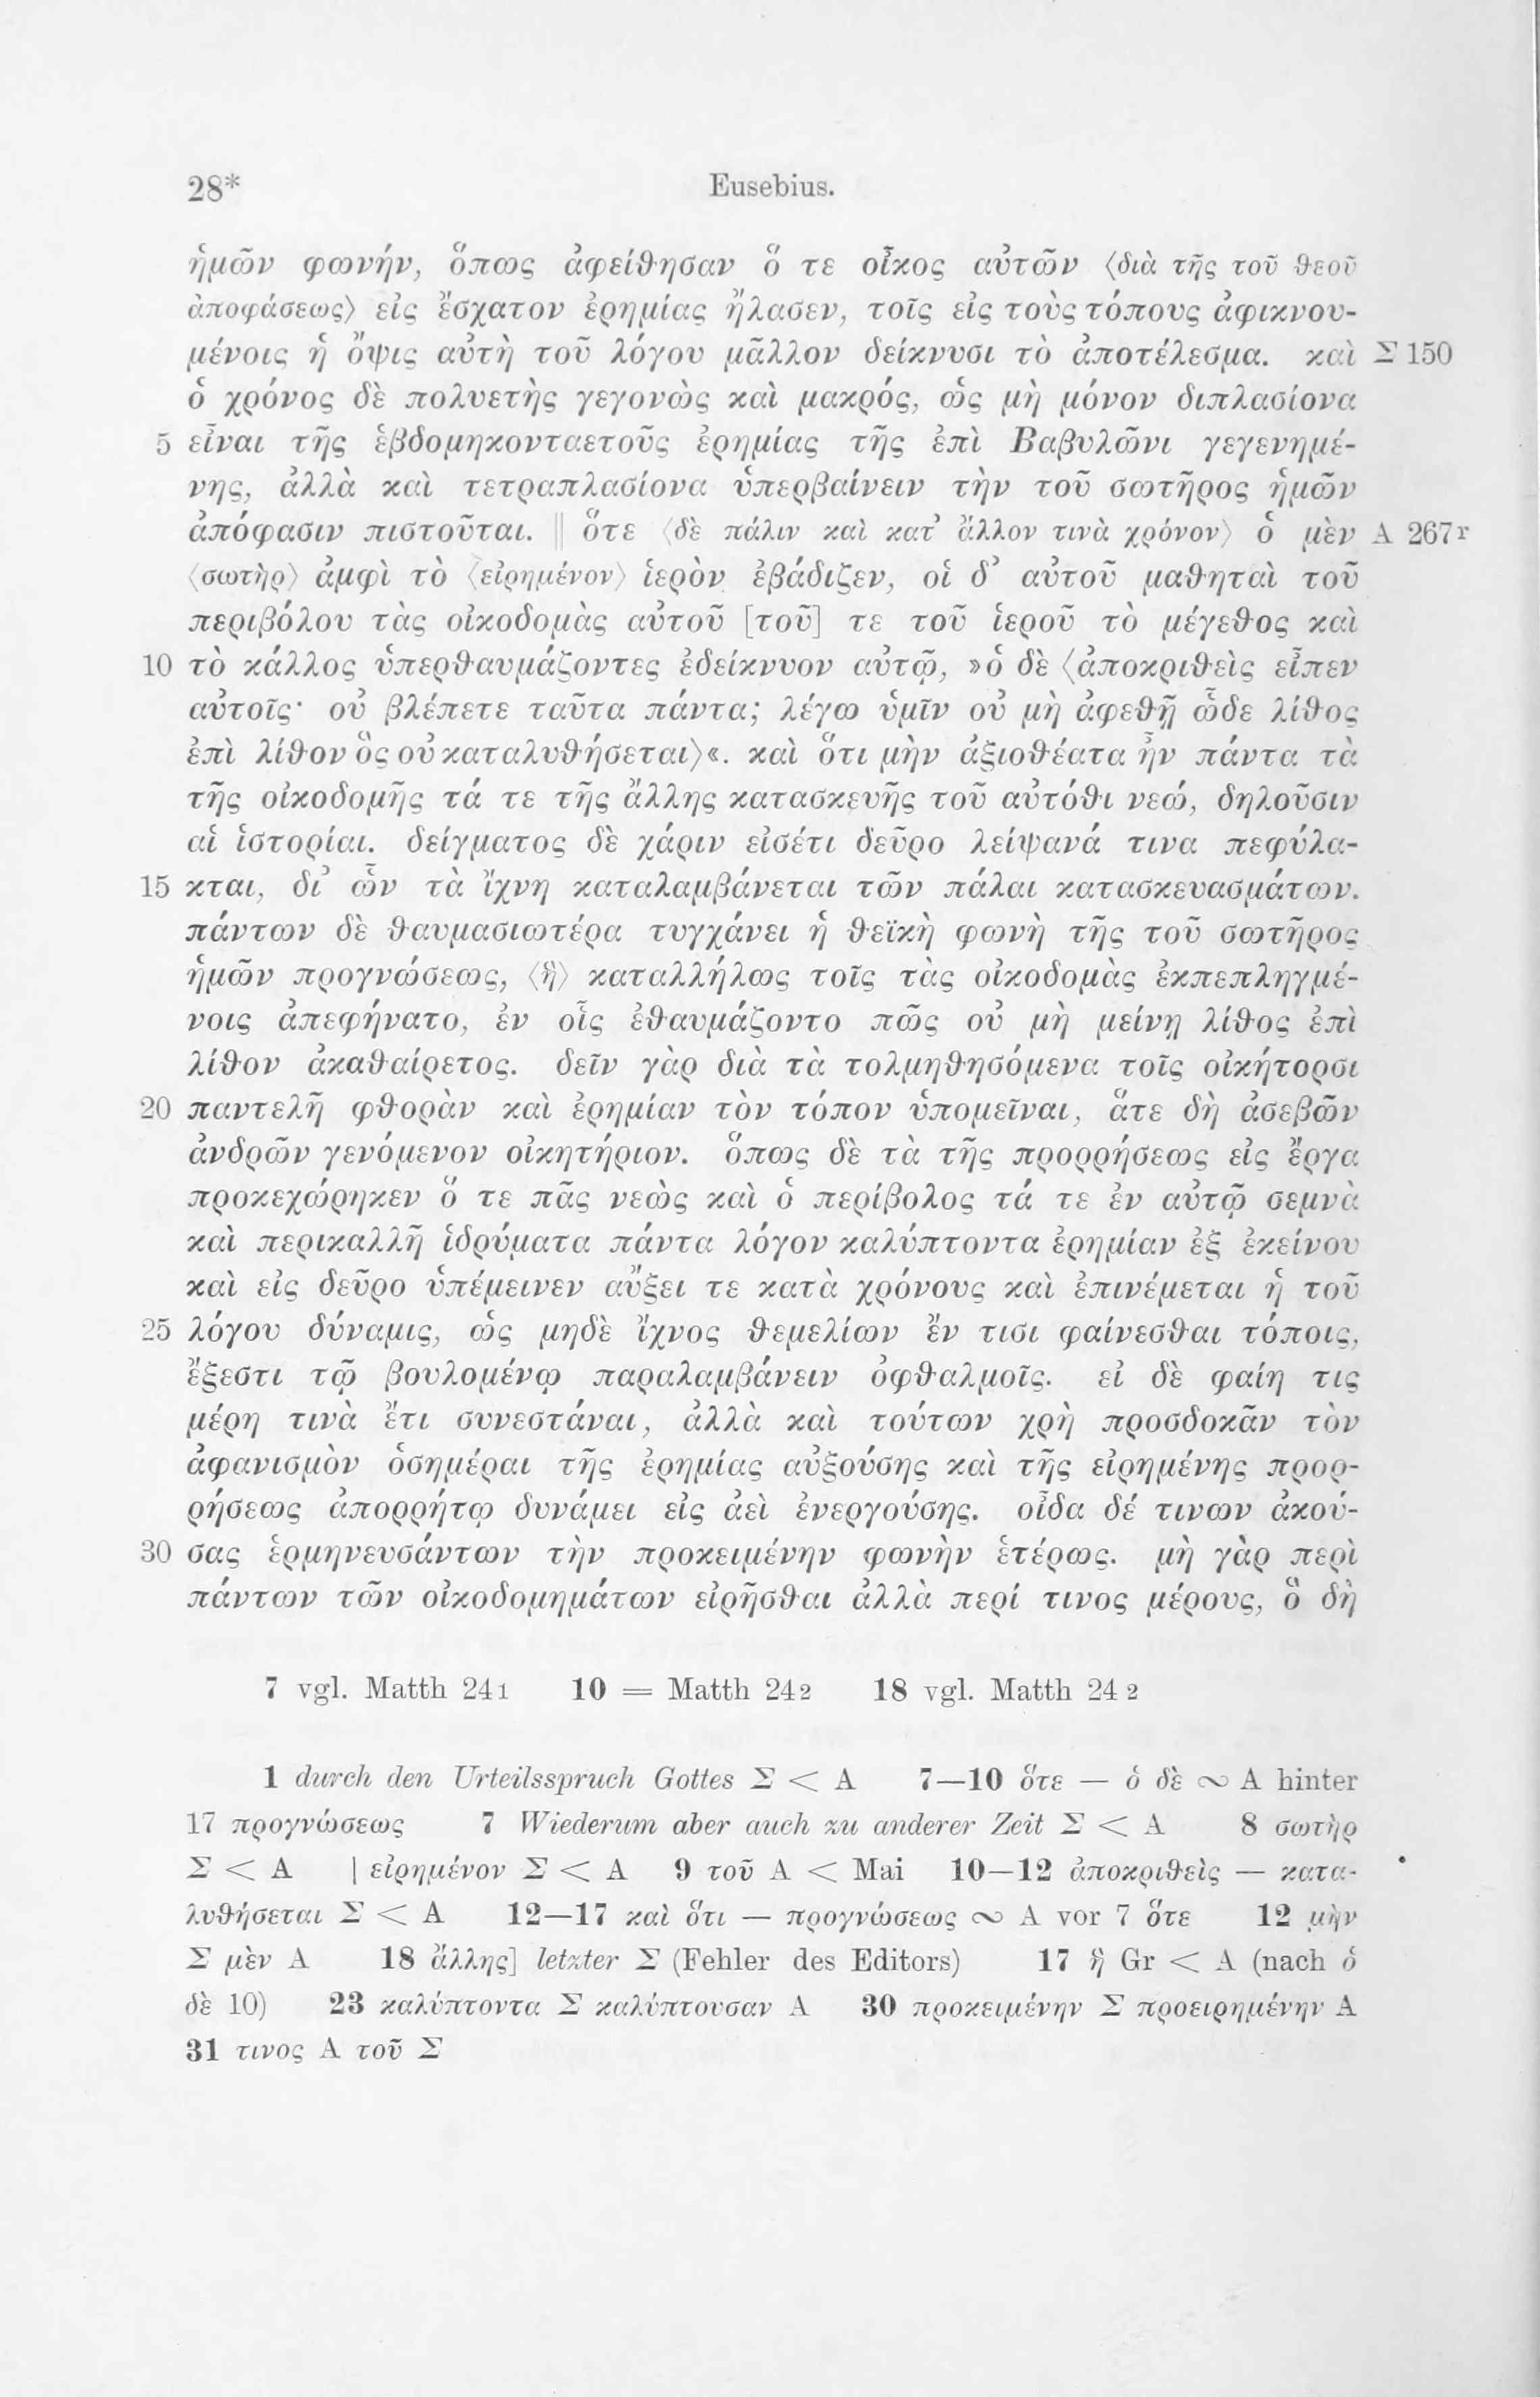 28*
Eusebius.
ἡμῶν φωνήν, ὅπως ἀφείθησαν ὅ τε οἶκος αὐτῶν ⟨διὰ τῆς τοῦ θεοῦ
ἀποφάσεως⟩ εἰς ἔσχατον ἐρημίας ἤλασεν, τοῖς εἰς τοὺς τόπους ἀφικνου-
μένοις ἡ ὄψις αὐτὴ τοῦ λόγου μᾶλλον δείκνυσι τὸ ἀποτέλεσμα. καὶ Σ 150
ὁ χρόνος δὲ πολυετὴς γεγονὼς καὶ μακρός, ὡς μὴ μόνον διπλασίονα
5 εἶναι τῆς ἑβδομηκονταετοῦς ἐρημίας τῆς ἐπὶ Βαβυλῶνι γεγενημέ-
νης, ἀλλὰ καὶ τετραπλασίονα ὑπερβαίνειν τὴν τοῦ σωτῆρος ἡμῶν
ἀπόφασιν πιστοῦται. ‖ ὅτε ⟨δὲ πάλιν καὶ κατ' ἄλλον τινὰ χρόνον⟩ ὁ μὲν A 267r
⟨σωτὴρ⟩ ἀμφὶ τὸ ⟨εἰρημένον⟩ ἱερὸν ἐβάδιζεν, οἱ δ' αὐτοῦ μαθηταὶ τοῦ
περιβόλου τὰς οἰκοδομὰς αὐτοῦ [τοῦ] τε τοῦ ἱεροῦ τὸ μέγεθος καὶ
10 τὸ κάλλος ὑπερθαυμάζοντες ἐδείκνυον αὐτῷ, »ὁ δὲ ⟨ἀποκριθεὶς εἶπεν
αὐτοῖς· οὐ βλέπετε ταῦτα πάντα; λέγω ὑμῖν οὐ μὴ ἀφεθῇ ὧδε λίθος
ἐπὶ λίθον ὃς οὐ καταλυθήσεται⟩«. καὶ ὅτι μὴν ἀξιοθέατα ἦν πάντα τὰ
τῆς οἰκοδομῆς τά τε τῆς ἄλλης κατασκευῆς τοῦ αὐτόθι νεώ, δηλοῦσιν
αἱ ἱστορίαι. δείγματος δὲ χάριν εἰσέτι δεῦρο λείψανά τινα πεφύλα-
15 κται, δι' ὧν τὰ ἴχνη καταλαμβάνεται τῶν πάλαι κατασκευασμάτων.
πάντων δὲ θαυμασιωτέρα τυγχάνει ἡ θεϊκὴ φωνὴ τῆς τοῦ σωτῆρος
ἡμῶν προγνώσεως, ⟨ἣ⟩ καταλλήλως τοῖς τὰς οἰκοδομὰς ἐκπεπληγμέ-
νοις ἀπεφήνατο, ἐν οἷς ἐθαυμάζοντο πῶς οὐ μὴ μείνῃ λίθος ἐπὶ
λίθον ἀκαθαίρετος. δεῖν γὰρ διὰ τὰ τολμηθησόμενα τοῖς οἰκήτορσι
20 παντελῆ φθορὰν καὶ ἐρημίαν τὸν τόπον ὑπομεῖναι, ἅτε δὴ ἀσεβῶν
ἀνδρῶν γενόμενον οἰκητήριον. ὅπως δὲ τὰ τῆς προρρήσεως εἰς ἔργα
προκεχώρηκεν ὅ τε πᾶς νεὼς καὶ ὁ περίβολος τά τε ἐν αὐτῷ σεμνὰ
καὶ περικαλλῆ ἱδρύματα πάντα λόγον καλύπτοντα ἐρημίαν ἐξ ἐκείνου
καὶ εἰς δεῦρο ὑπέμεινεν αὔξει τε κατὰ χρόνους καὶ ἐπινέμεται ἡ τοῦ
25 λόγου δύναμις, ὡς μηδὲ ἴχνος θεμελίων ἔν τισι φαίνεσθαι τόποις,
ἔξεστι τῷ βουλομένῳ παραλαμβάνειν ὀφθαλμοῖς. εἰ δὲ φαίη τις
μέρη τινὰ ἔτι συνεστάναι, ἀλλὰ καὶ τούτων χρὴ προσδοκᾶν τὸν
ἀφανισμὸν ὁσημέραι τῆς ἐρημίας αὐξούσης καὶ τῆς εἰρημένης προρ-
ρήσεως ἀπορρήτῳ δυνάμει εἰς ἀεὶ ἐνεργούσης. οἶδα δέ τινων ἀκού-
30 σας ἑρμηνευσάντων τὴν προκειμένην φωνὴν ἑτέρως. μὴ γὰρ περὶ
πάντων τῶν οἰκοδομημάτων εἰρῆσθαι ἀλλὰ περί τινος μέρους, ὃ δὴ
7 vgl. Matth 24 1 10 = Matth 24 2 18 vgl. Matth 24 2
1 durch den Urteilsspruch Gottes Σ < A 7—10 ὅτε — ὁ δὲ ∾ A hinter
17 προγνώσεως 7 Wiederum aber auch zu anderer Zeit Σ < A 8 σωτὴρ
Σ < A | εἰρημένον Σ < A 9 τοῦ A < Mai 10—12 ἀποκριθεὶς — κατα-
λυθήσεται Σ < A 12—17 καὶ ὅτι — προγνώσεως ∾ A vor 7 ὅτε 12 μὴν
Σ μὲν A 18 ἄλλης] letzter Σ (Fehler des Editors) 17 ἣ Gr < A (nach ὁ
δὲ 10) 23 καλύπτοντα Σ καλύπτουσαν A 30 προκειμένην Σ προειρημένην A
31 τινος A τοῦ Σ